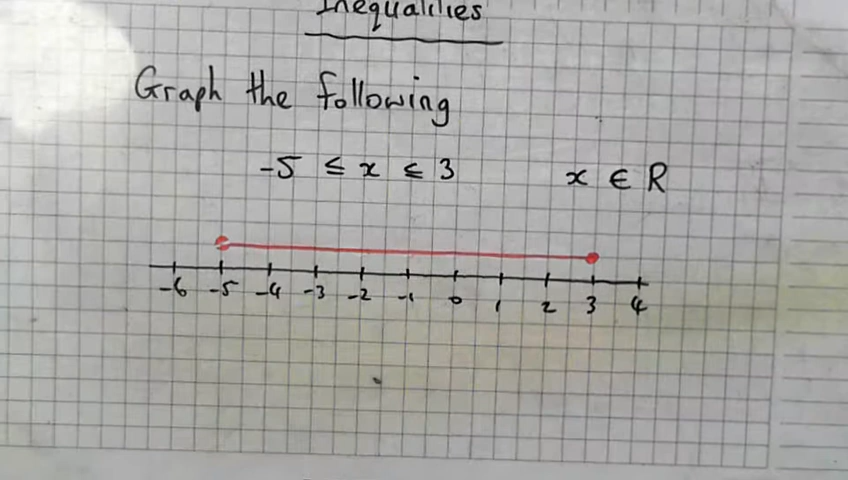 Inequalities
Graph the following
-5 ≤ x ≤ 3 x ∈ R
-6 -5 -4 -3 -2 -1 0 1 2 3 4